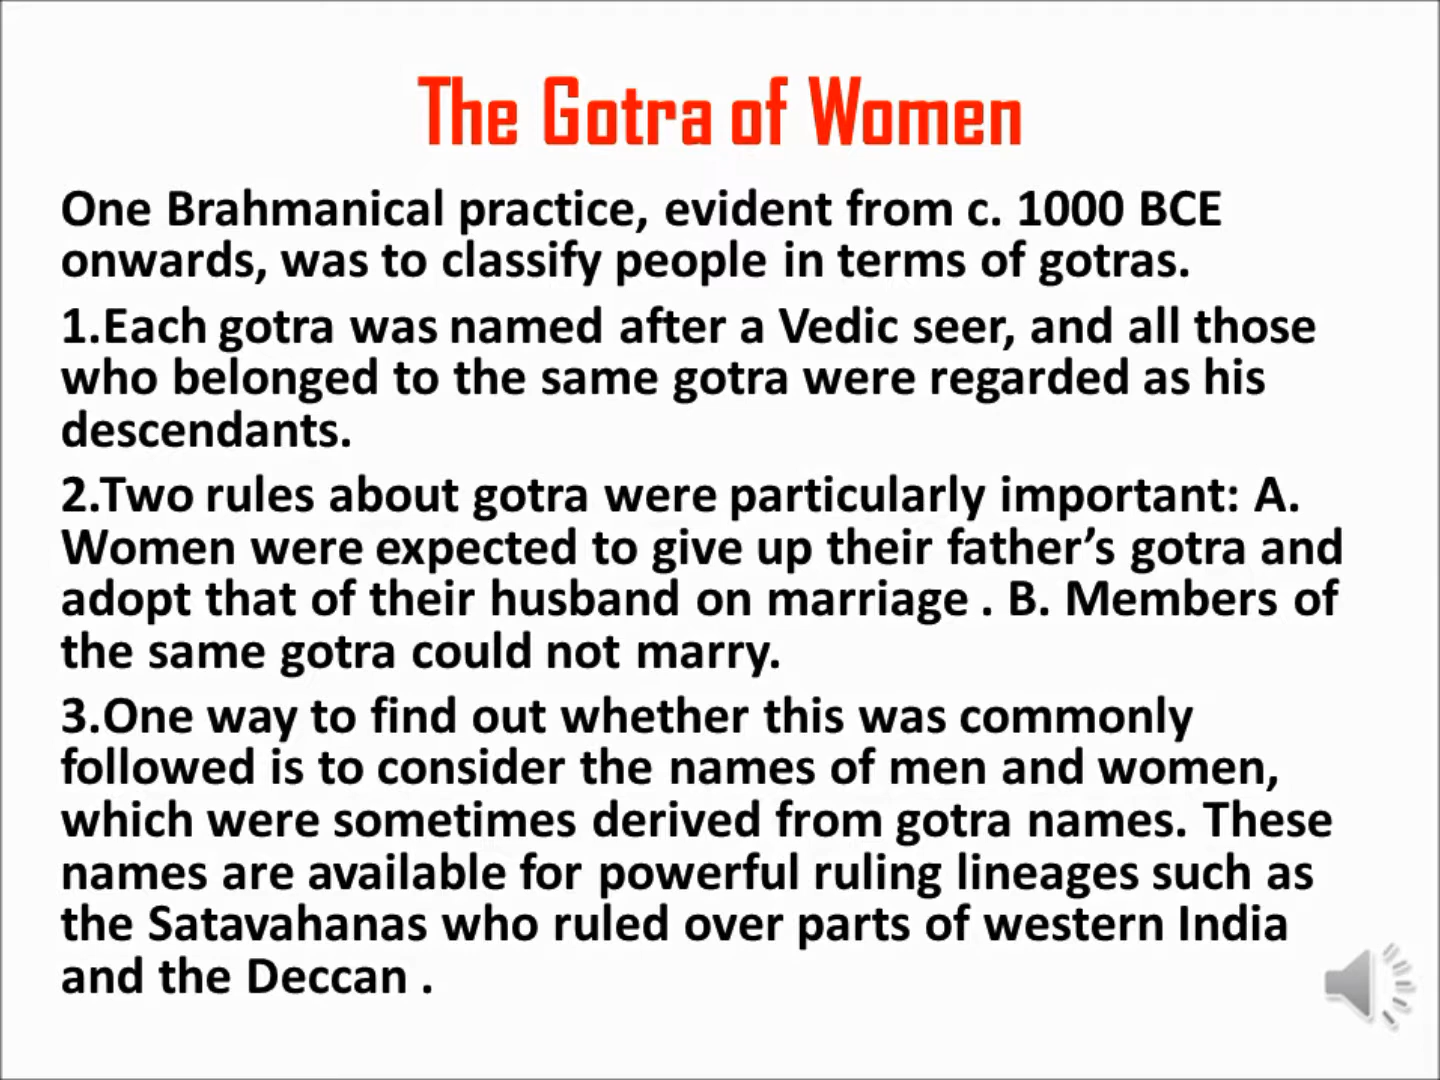 The Gotra of Women
One Brahmanical practice, evident from c. 1000 BCE
onwards, was to classify people in terms of gotras.
1.Each gotra was named after a Vedic seer, and all those
who belonged to the same gotra were regarded as his
descendants.
2.Two rules about gotra were particularly important: A.
Women were expected to give up their father’s gotra and
adopt that of their husband on marriage . B. Members of
the same gotra could not marry.
3.One way to find out whether this was commonly
followed is to consider the names of men and women,
which were sometimes derived from gotra names. These
names are available for powerful ruling lineages such as
the Satavahanas who ruled over parts of western India
and the Deccan .